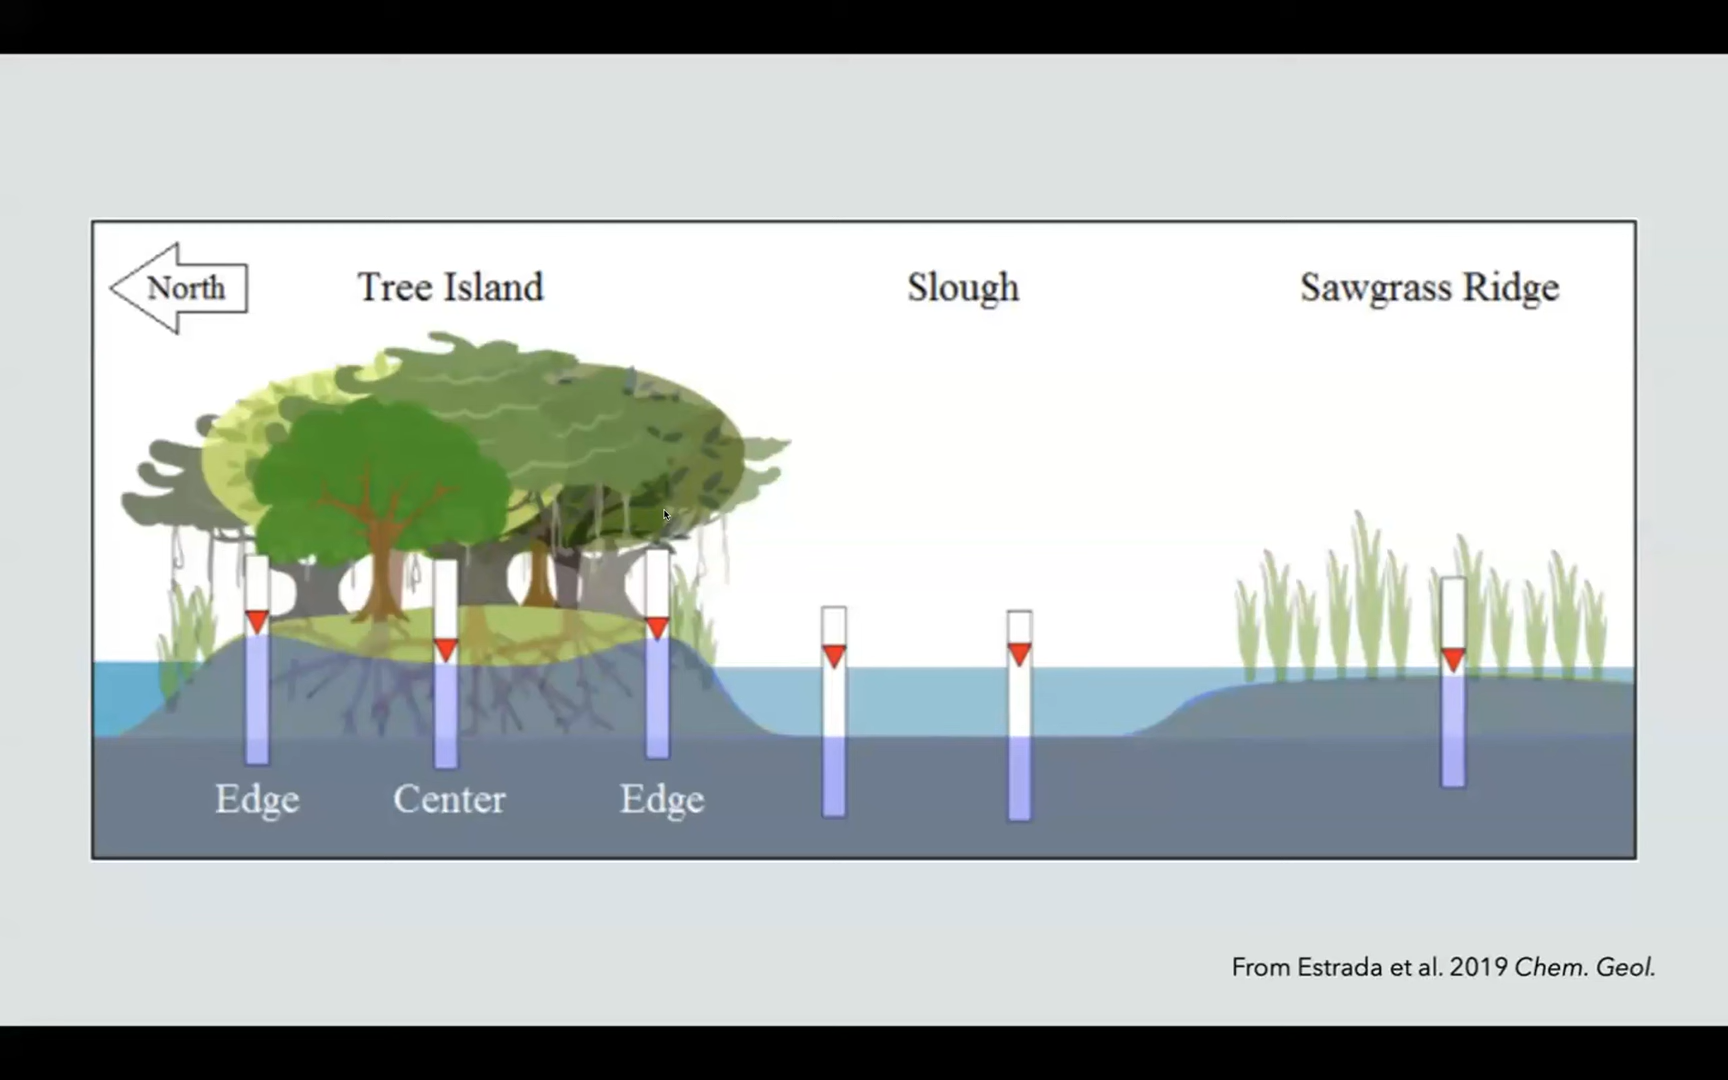 North
Tree Island
Slough
Sawgrass Ridge
Edge
Center
Edge
From Estrada et al. 2019 Chem. Geol.